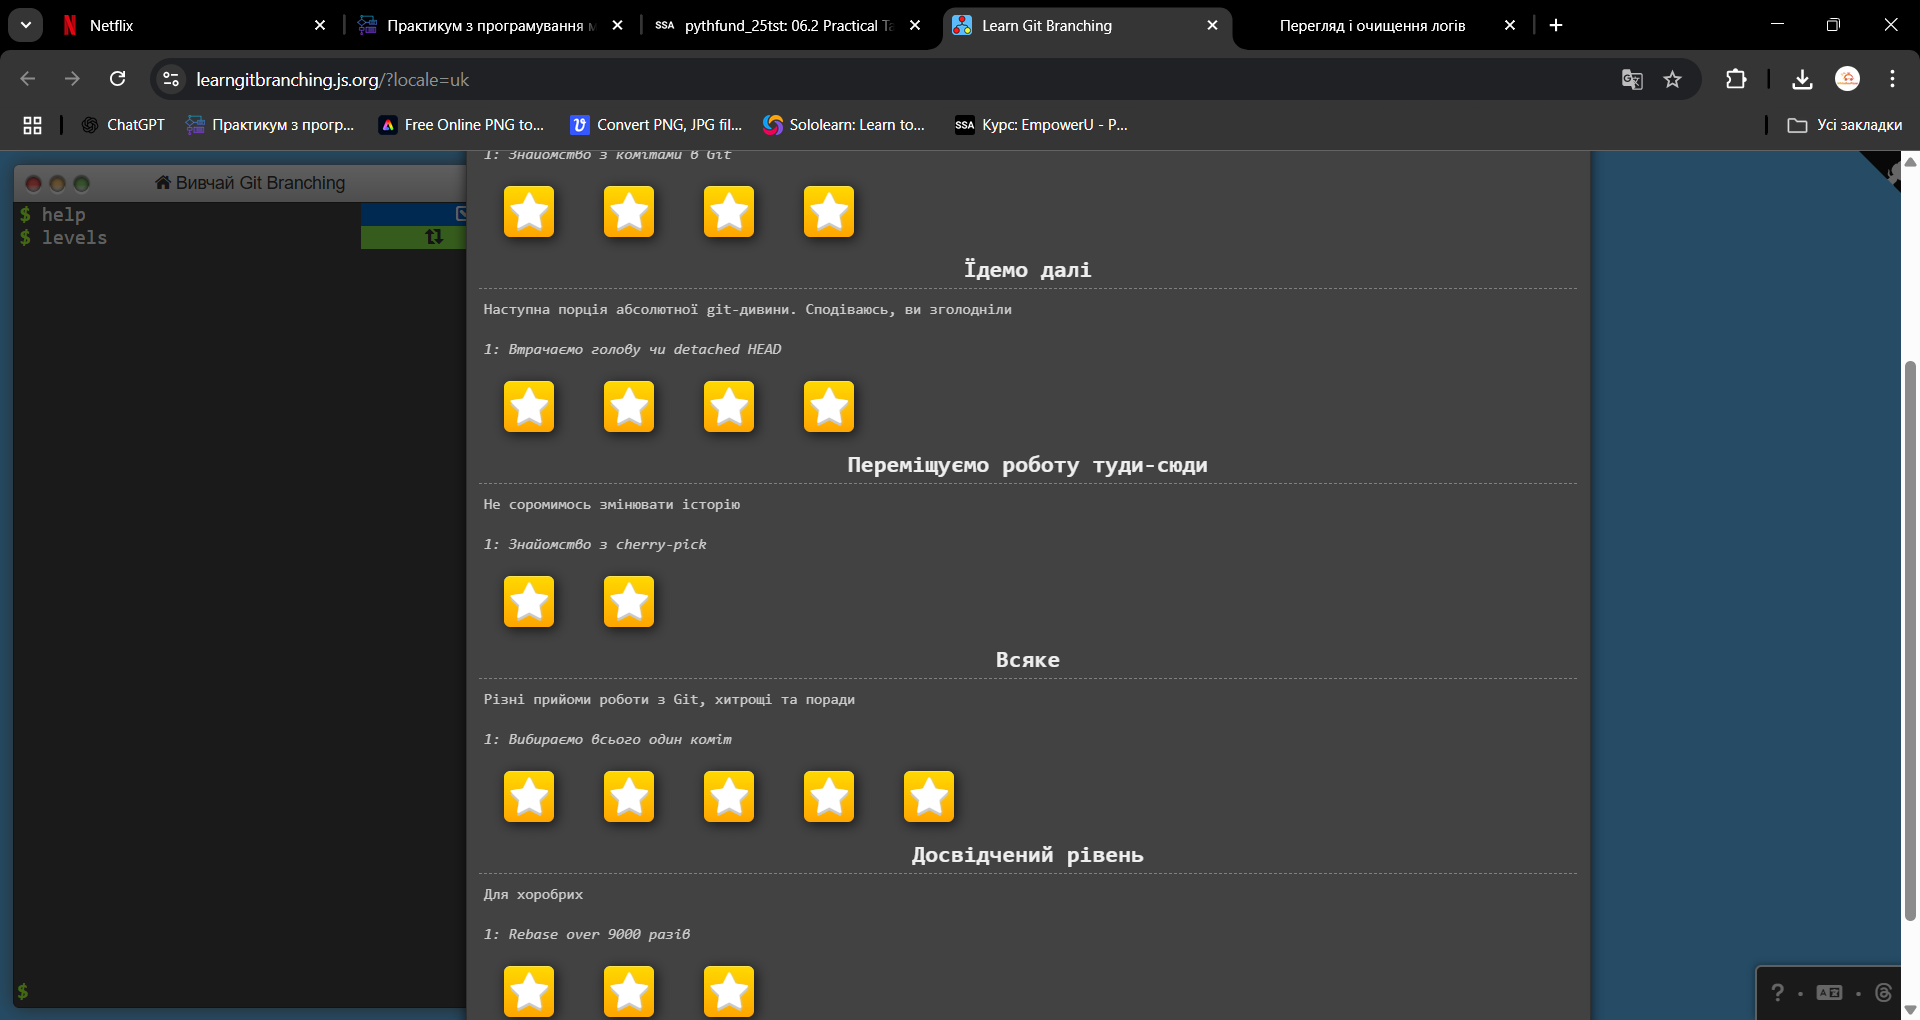 Netflix
Практикум з програмування м
pythfund_25tst: 06.2 Practical Ta
Learn Git Branching
Перегляд і очищення логів
learngitbranching.js.org/?locale=uk
ChatGPT
Практикум з прогр...
Free Online PNG to...
Convert PNG, JPG fil...
Sololearn: Learn to...
SSA Курс: EmpowerU - P...
Усі закладки
Вивчай Git Branching
$ help
$ levels
$
1: Знайомство з комітами в Git
Їдемо далі
Наступна порція абсолютної git-дивини. Сподіваюсь, ви зголодніли
1: Втрачаємо голову чи detached HEAD
Переміщуємо роботу туди-сюди
Не соромимось змінювати історію
1: Знайомство з cherry-pick
Всяке
Різні прийоми роботи з Git, хитрощі та поради
1: Вибираємо всього один коміт
Досвідчений рівень
Для хоробрих
1: Rebase over 9000 разів